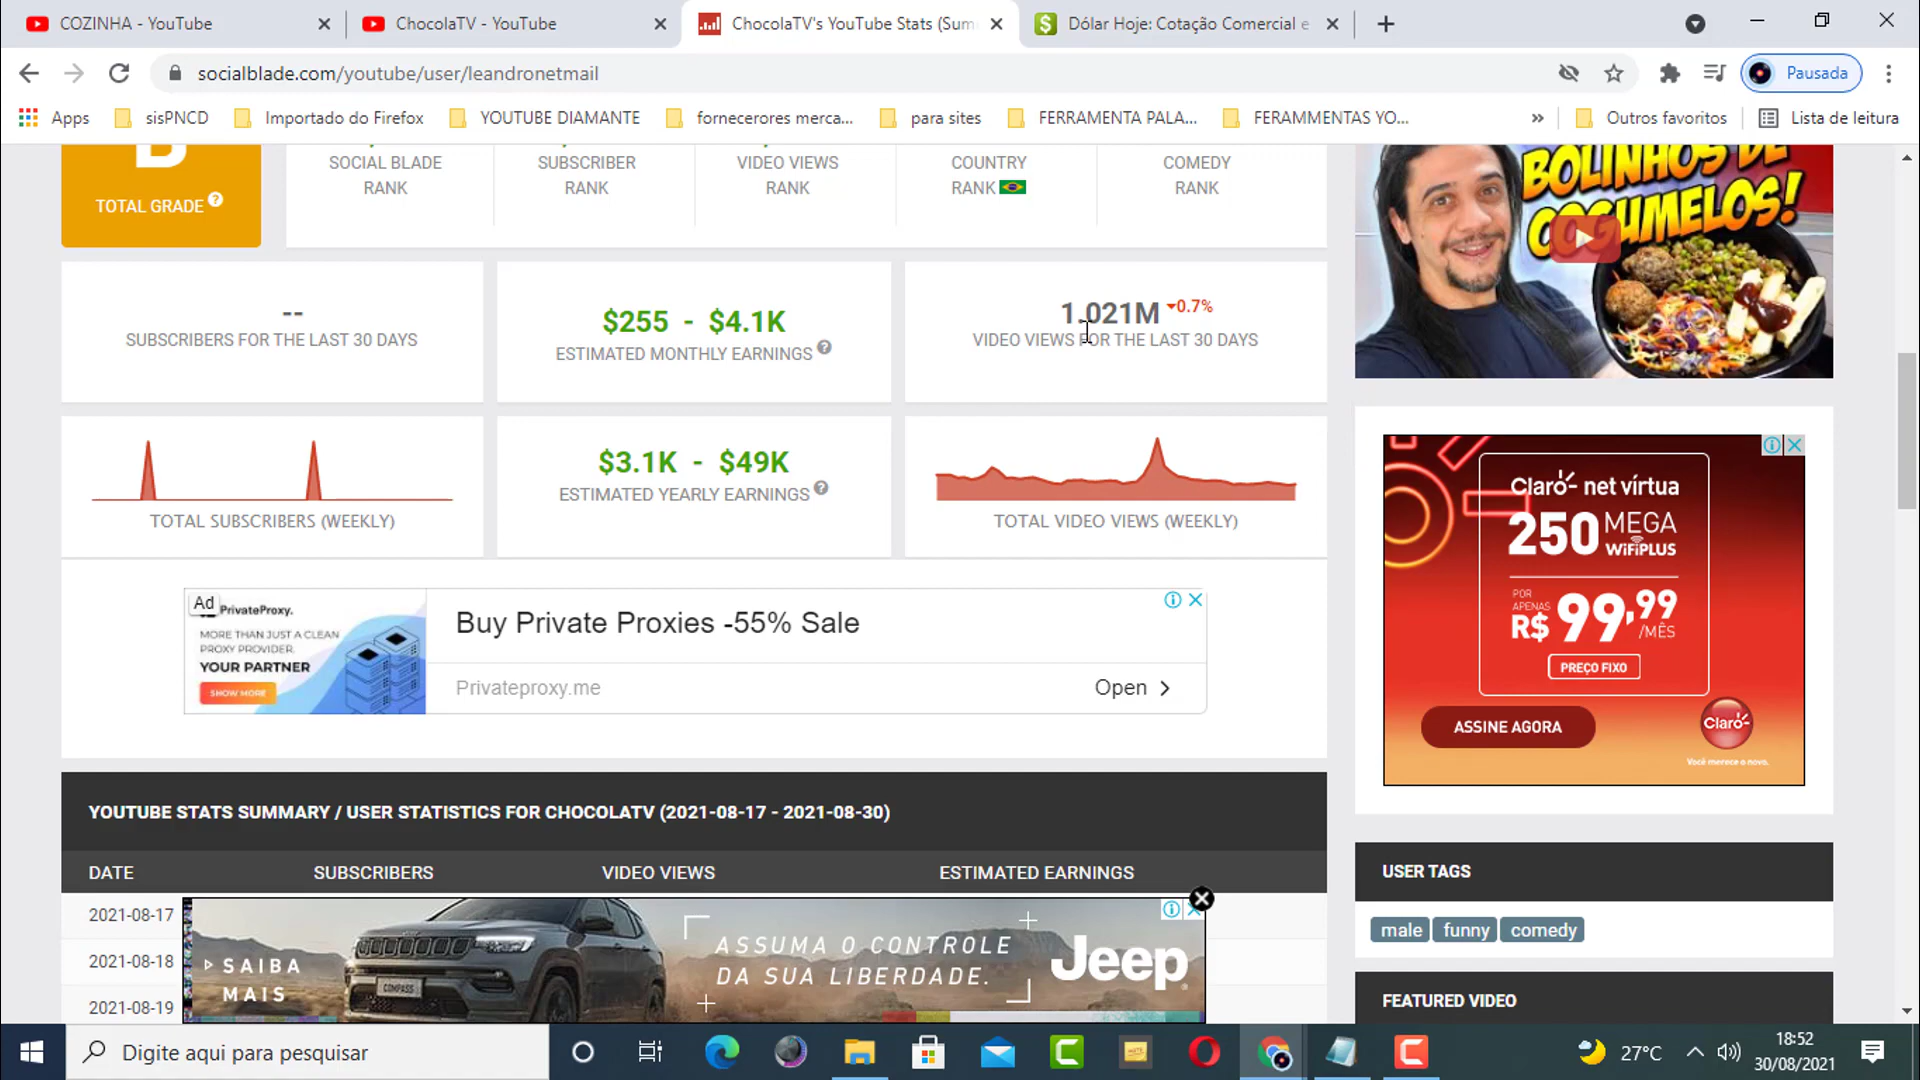 COZINHA - YouTube
ChocolaTV - YouTube
ChocolaTV's YouTube Stats (Sum
Dólar Hoje: Cotação Comercial e
socialblade.com/youtube/user/leandronetmail
Pausada
Apps
sisPNCD
Importado do Firefox
YOUTUBE DIAMANTE
fornecerores merca...
para sites
FERRAMENTA PALA...
FERAMMENTAS YO...
»
Outros favoritos
Lista de leitura
B
TOTAL GRADE
SOCIAL BLADE
RANK
SUBSCRIBER
RANK
VIDEO VIEWS
RANK
COUNTRY
RANK
COMEDY
RANK
BOLINHOS DE
COGUMELOS!
--
SUBSCRIBERS FOR THE LAST 30 DAYS
$255 - $4.1K
ESTIMATED MONTHLY EARNINGS
1.021M 0.7%
VIDEO VIEWS FOR THE LAST 30 DAYS
TOTAL SUBSCRIBERS (WEEKLY)
$3.1K - $49K
ESTIMATED YEARLY EARNINGS
TOTAL VIDEO VIEWS (WEEKLY)
Ad
PrivateProxy.
MORE THAN JUST A CLEAN
PROXY PROVIDER.
YOUR PARTNER
SHOW MORE
Buy Private Proxies -55% Sale
Privateproxy.me
Open
Claro- net vírtua
250 MEGA
WiFiPLUS
POR
APENAS
R$ 99,99
/MÊS
PREÇO FIXO
ASSINE AGORA
Claro-
Você merece o novo.
YOUTUBE STATS SUMMARY / USER STATISTICS FOR CHOCOLATV (2021-08-17 - 2021-08-30)
DATE
SUBSCRIBERS
VIDEO VIEWS
ESTIMATED EARNINGS
2021-08-17
2021-08-18
2021-08-19
SAIBA
MAIS
COMPASS
ASSUMA O CONTROLE
DA SUA LIBERDADE.
Jeep
USER TAGS
male
funny
comedy
FEATURED VIDEO
Digite aqui para pesquisar
27°C
18:52
30/08/2021